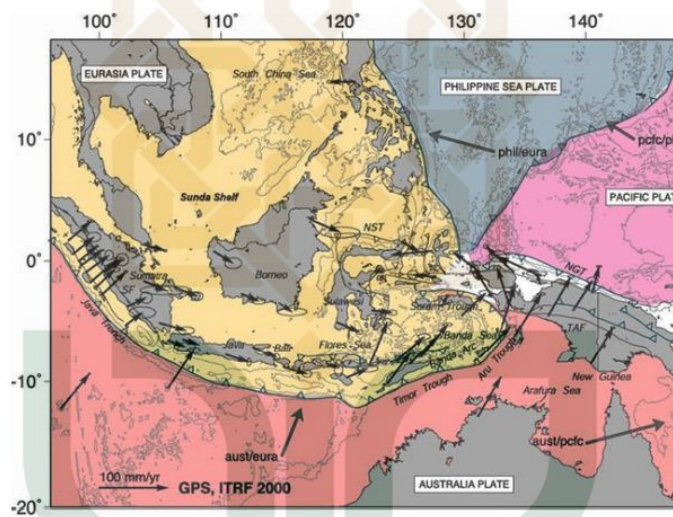 100° 120° 130° 140°
EURASIA PLATE
South China Sea
PHILIPPINE SEA PLATE
10°
phil/eura
pcfc/p
PACIFIC PLAT
Sunda Shelf
NST
0°
NGT
Sumatra
SF
Borneo
Sulawesi
Seram Trough
Java Trough
Java
Bali
Flores Sea
Banda Sea
Banda Arc
TAF
-10°
Timor Trough
Aru Trough
New Guinea
Arafura Sea
aust/eura
aust/pcfc
100 mm/yr
GPS, ITRF 2000
AUSTRALIA PLATE
-20°